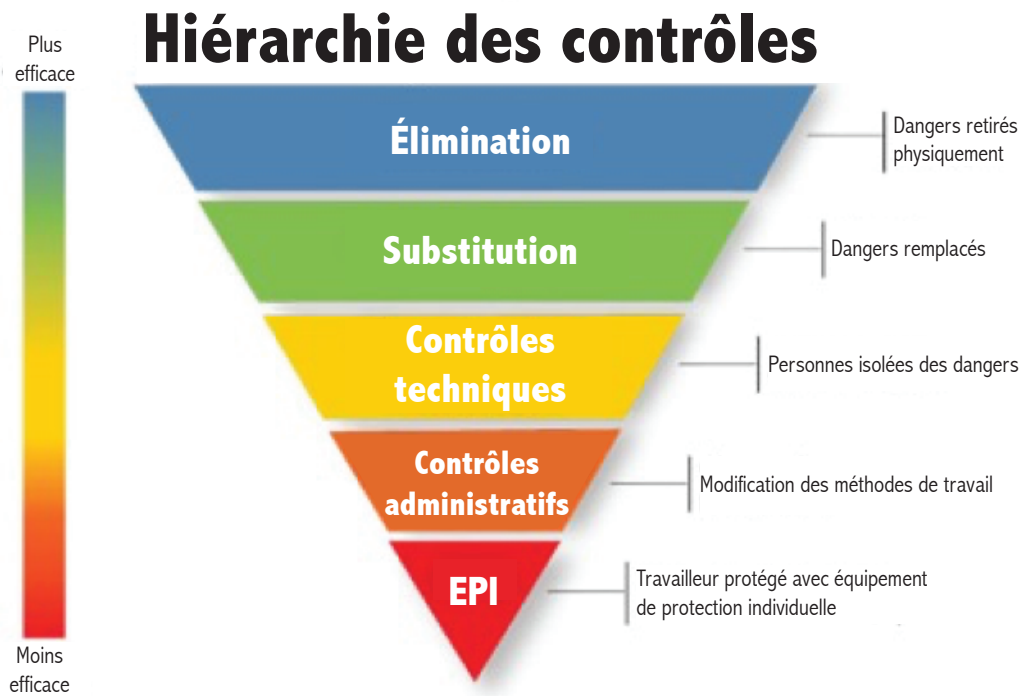 Hiérarchie des contrôles
Plus
efficace
Élimination
Dangers retirés
physiquement
Substitution
Dangers remplacés
Contrôles
techniques
Personnes isolées des dangers
Contrôles
administratifs
Modification des méthodes de travail
EPI
Travailleur protégé avec équipement
de protection individuelle
Moins
efficace